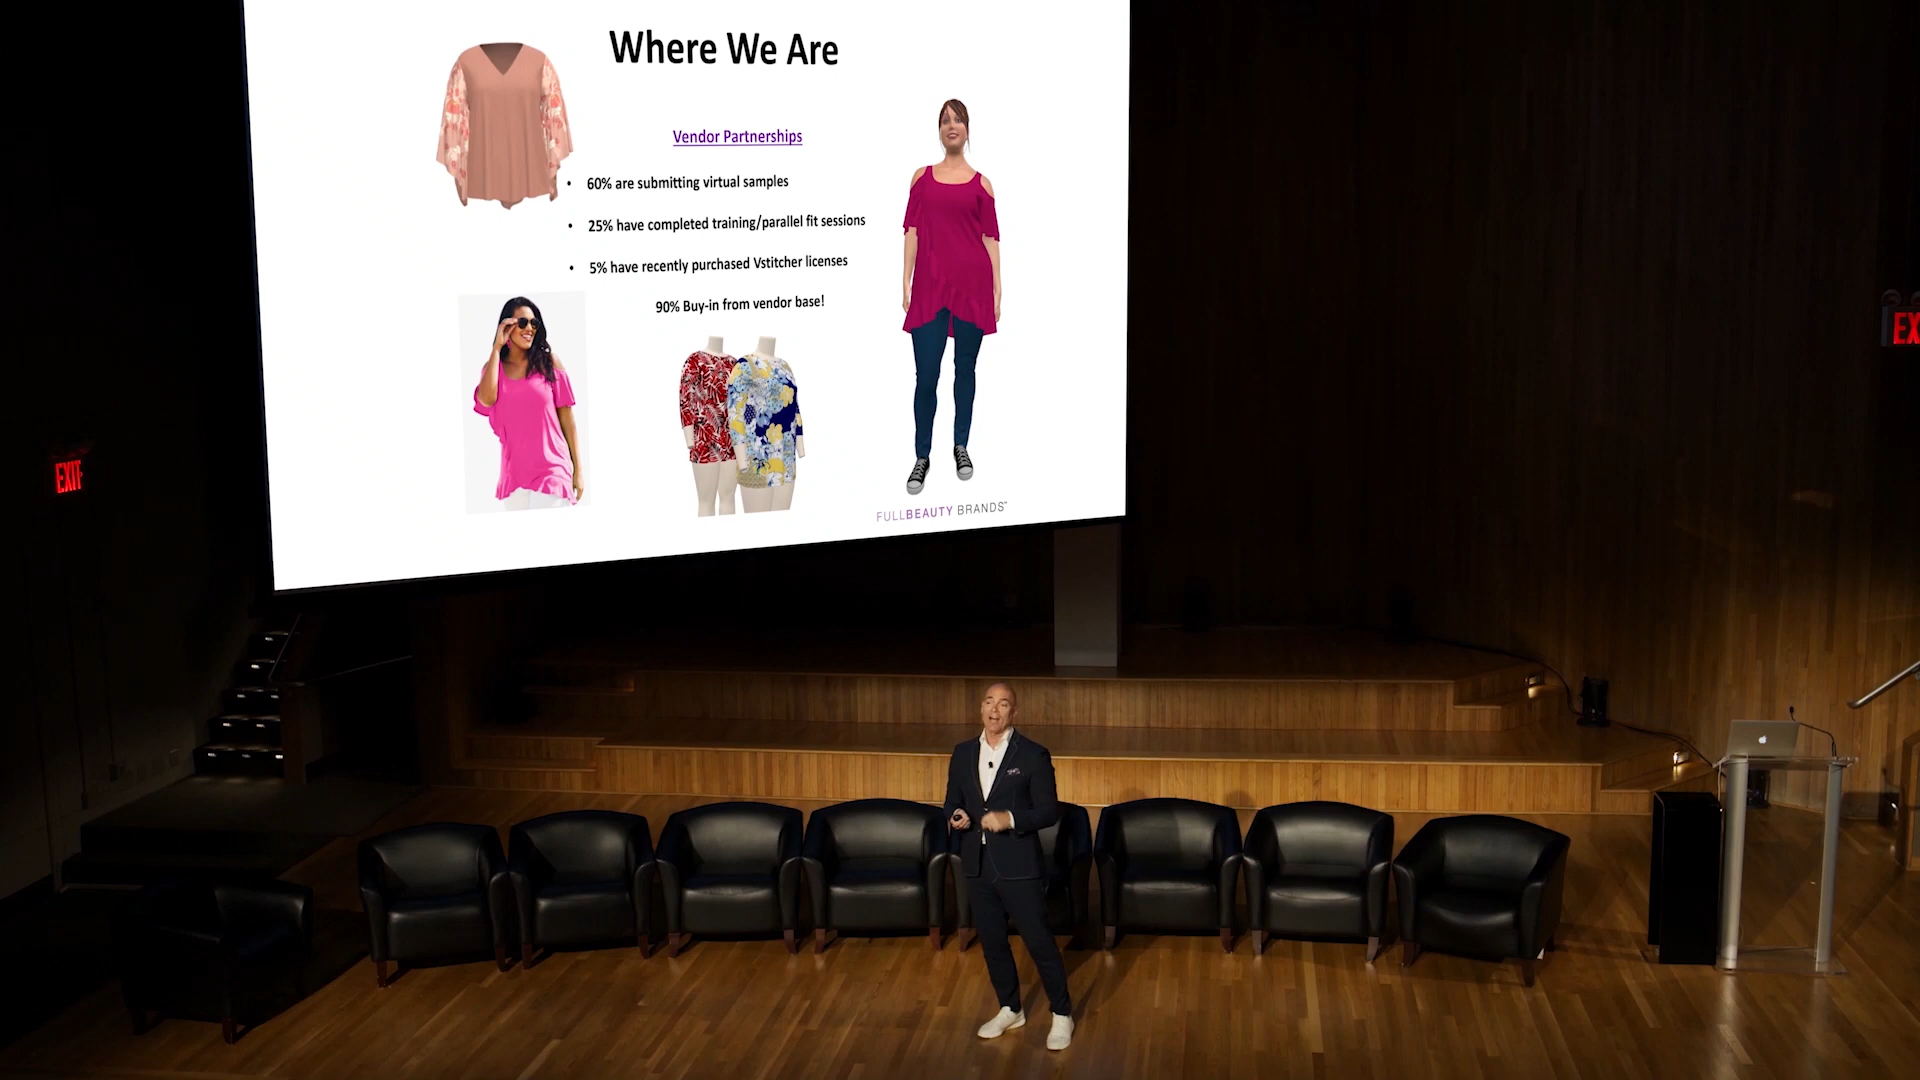 Where We Are
Vendor Partnerships
• 60% are submitting virtual samples
• 25% have completed training/parallel fit sessions
• 5% have recently purchased Vstitcher licenses
90% Buy-in from vendor base!
FULLBEAUTY BRANDS™
EXIT
EX